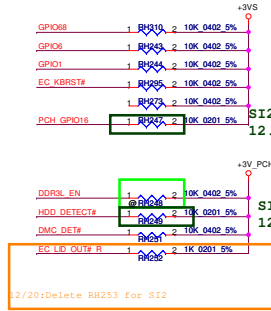 +3VS
GPIO68 1 RH310 2 10K_0402_5%
GPIO6 1 RH243 2 10K_0402_5%
GPIO1 1 RH244 2 10K_0402_5%
EC_KBRST# 1 RH295 2 10K_0402_5%
1 RH273 2 10K_0402_5%
PCH_GPIO16 1 RH247 2 10K_0201_5%
SI2
12.
+3V_PCH
DDR3L_EN 1 @RH248 2 10K_0402_5%
HDD_DETECT# 1 RH249 2 10K_0201_5%
DMC_DET# 1 RH251 2 10K_0402_5%
EC_LID_OUT#_R 1 RH252 2 1K_0201_5%
SI
12
12/20:Delete RH253 for SI2